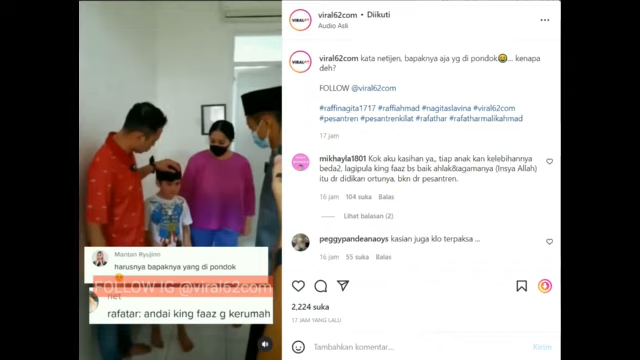 viral62com • Diikuti
Audio Asli
viral62com kata netijen, bapaknya aja yg di pondok😄... kenapa
deh?
FOLLOW @viral62com
#raffinagita1717 #raffiahmad #nagitaslavina #viral62com
#pesantren #pesantrenkilat #rafathar #rafatharmalikahmad
17 jam
mikhayla1801 Kok aku kasihan ya,, tiap anak kan kelebihannya
beda2, lagipula king faaz bs baik ahlak&agamanya (Insya Allah)
itu dr didikan ortunya, bkn dr pesantren.
16 jam 104 suka Balas
Lihat balasan (2)
peggypandeanaoys kasian juga klo terpaksa ...
16 jam 55 suka Balas
2,224 suka
17 JAM YANG LALU
Tambahkan komentar...
Kirim
Mantan Ryujinn
harusnya bapaknya yang di pondok
FOLLOW IG @viral62com
net
rafatar: andai king faaz g kerumah